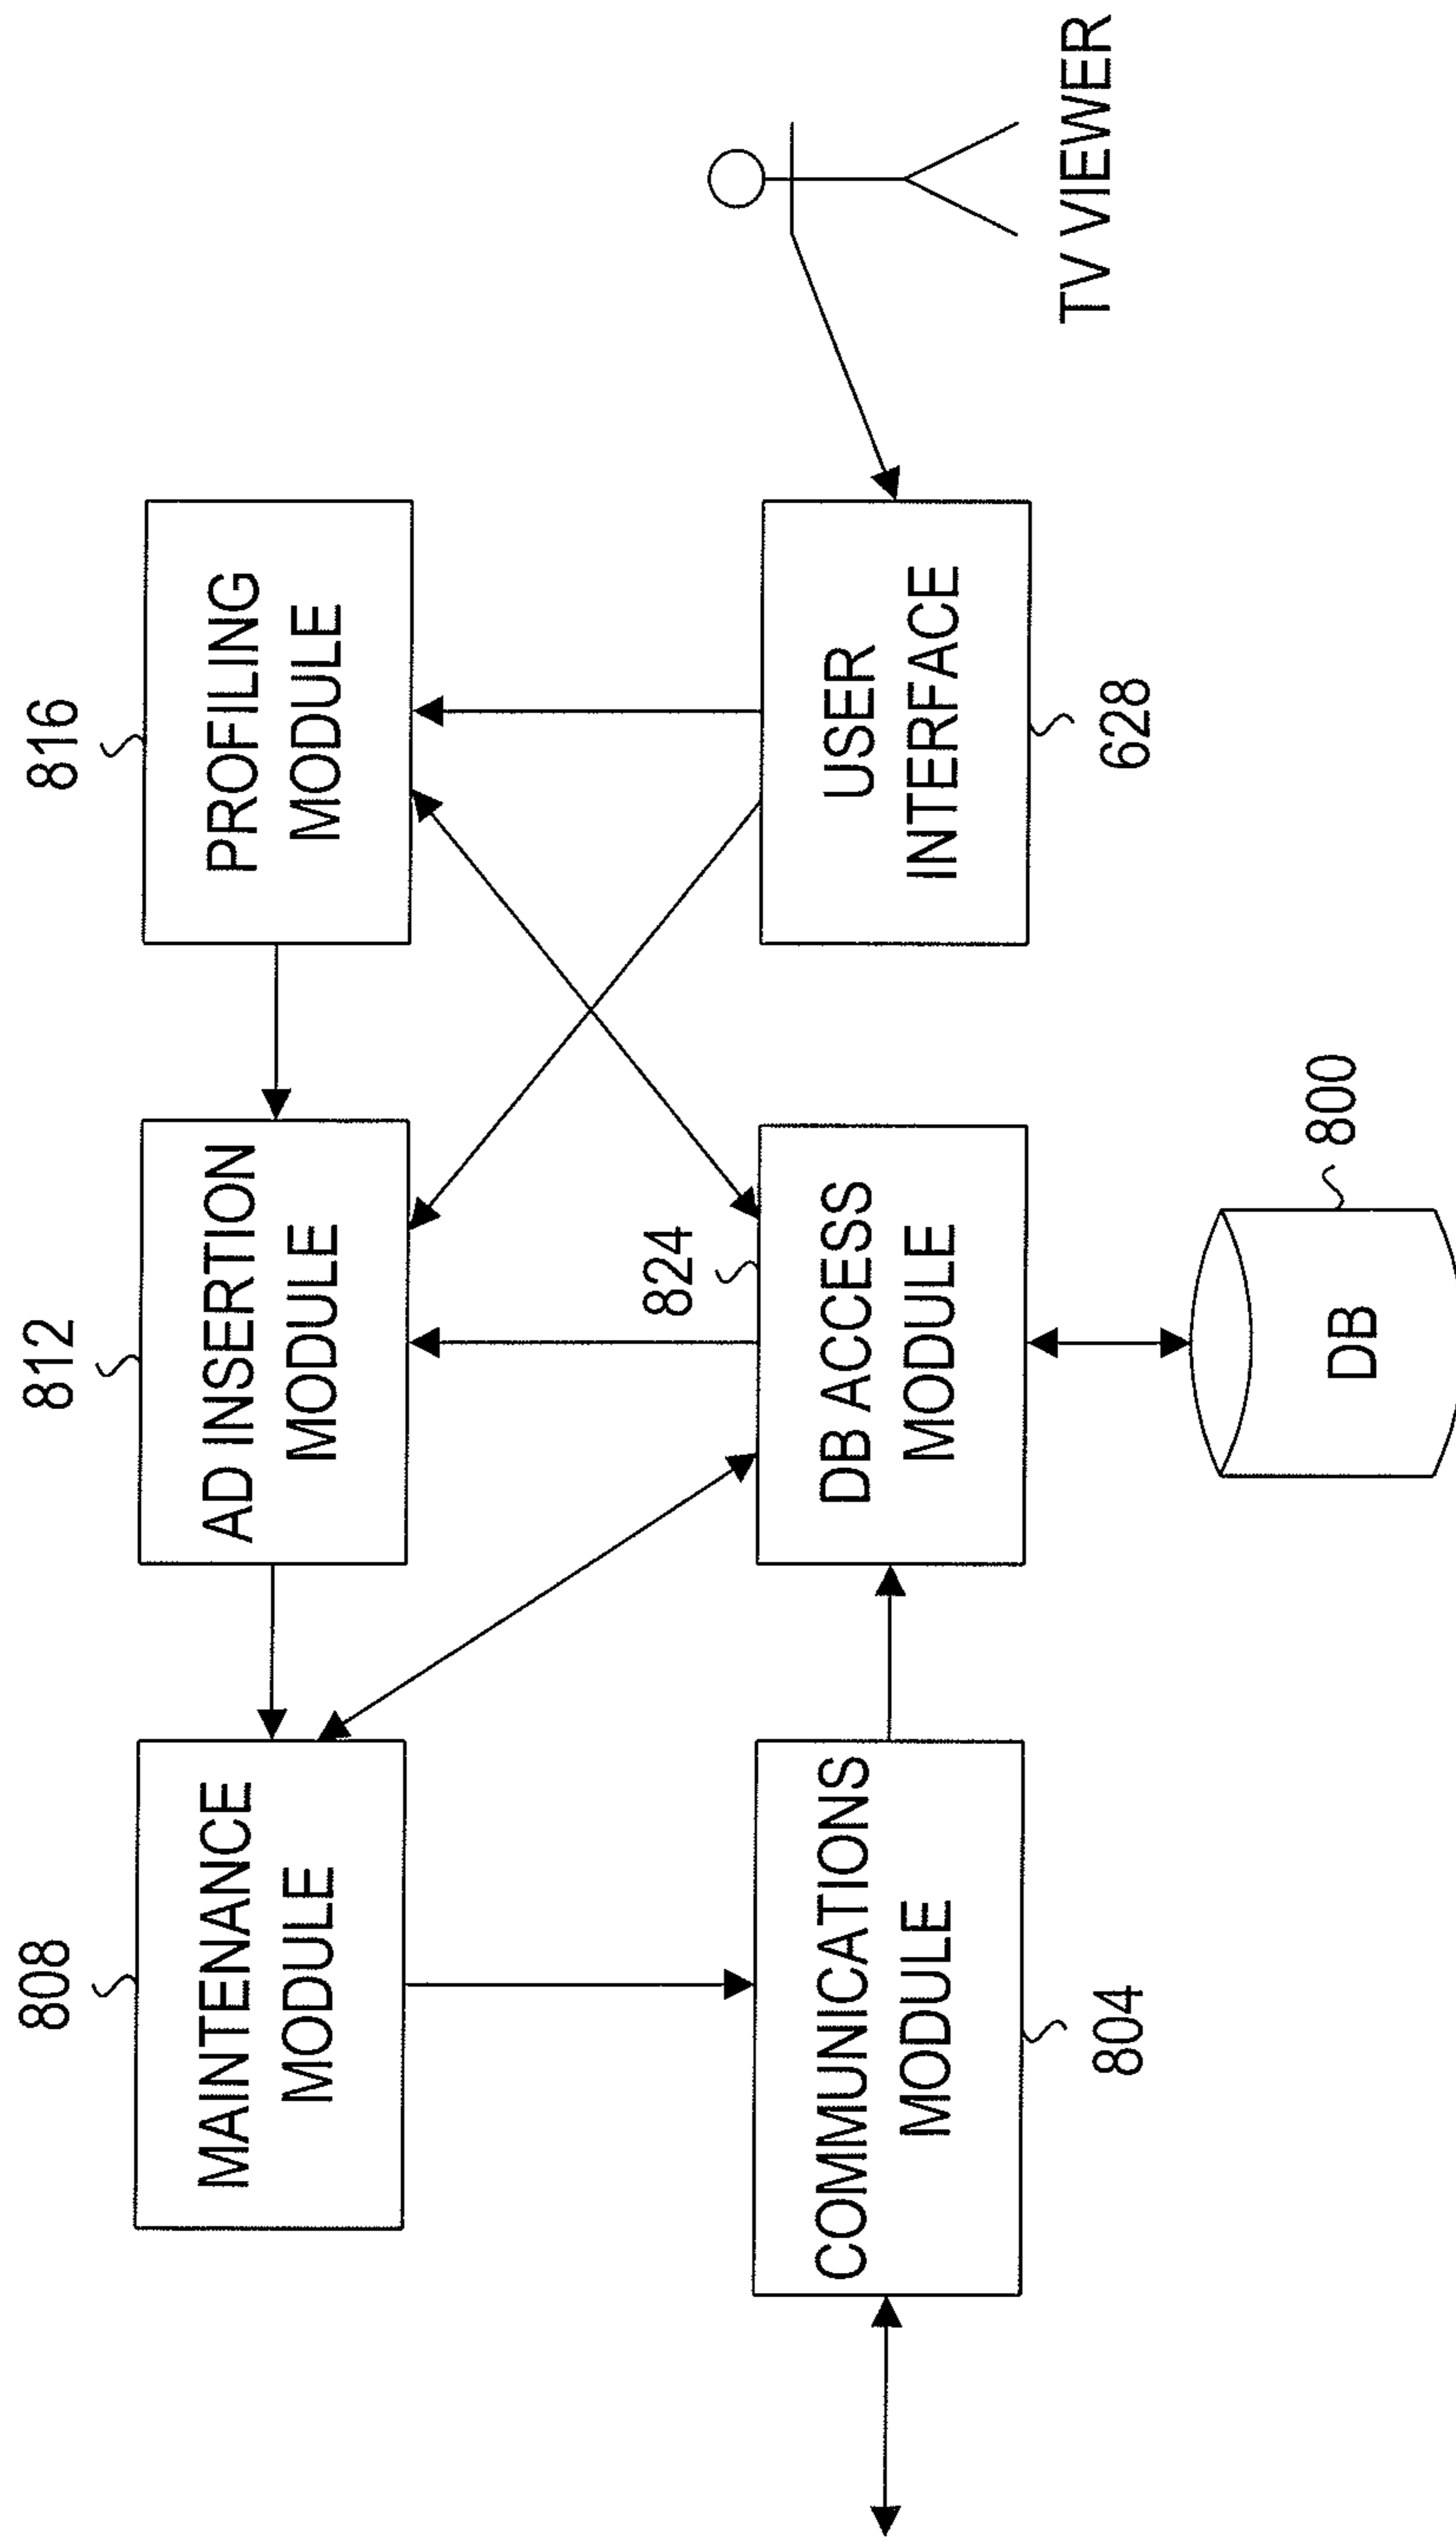 808
MAINTENANCE
MODULE
812
AD INSERTION
MODULE
816
PROFILING
MODULE
804
COMMUNICATIONS
MODULE
824
DB ACCESS
MODULE
628
USER
INTERFACE
800
DB
TV VIEWER